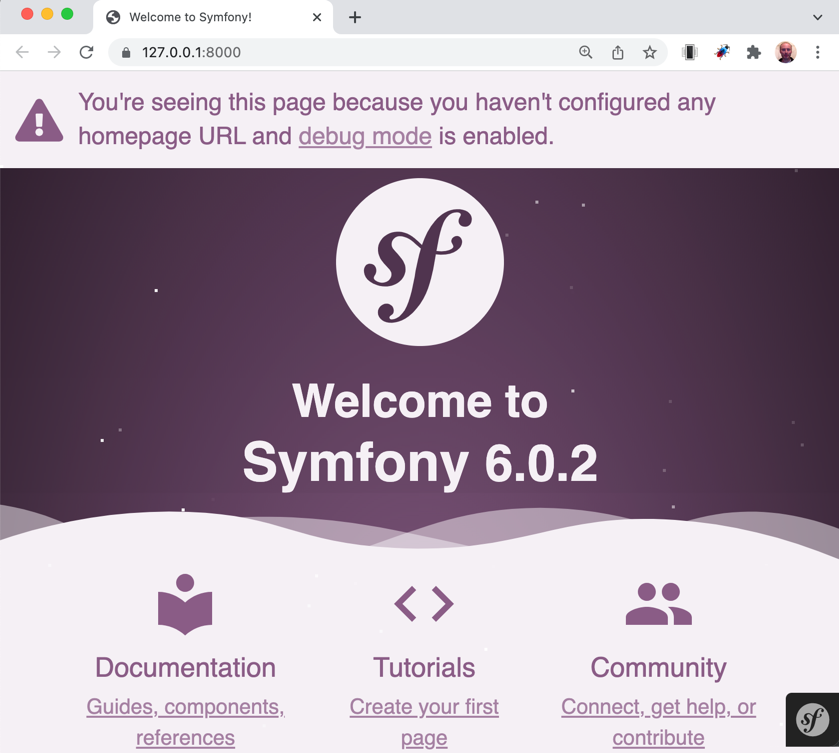 Welcome to Symfony!
127.0.0.1:8000
You're seeing this page because you haven't configured any
homepage URL and debug mode is enabled.
sf
Welcome to
Symfony 6.0.2
Documentation
Guides, components,
references
Tutorials
Create your first
page
Community
Connect, get help, or
contribute
sf